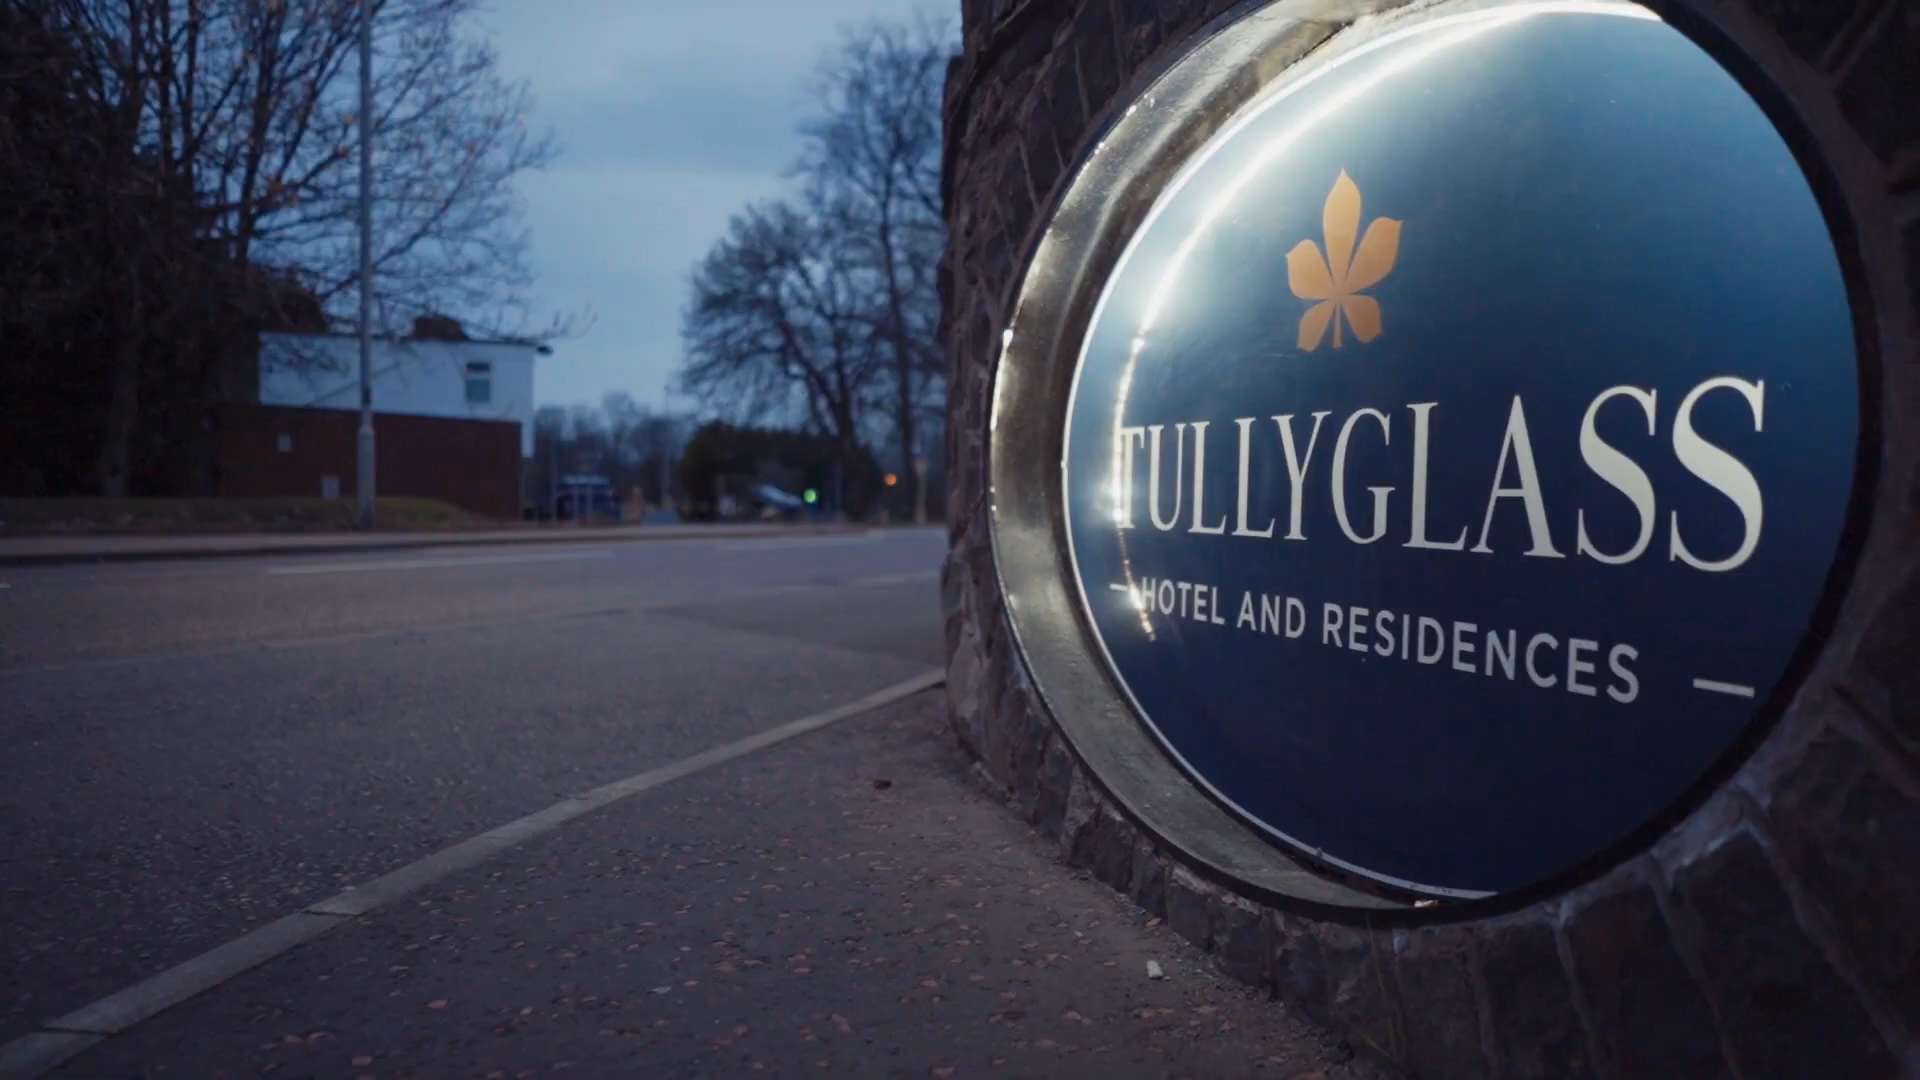 TULLYGLASS
— HOTEL AND RESIDENCES —